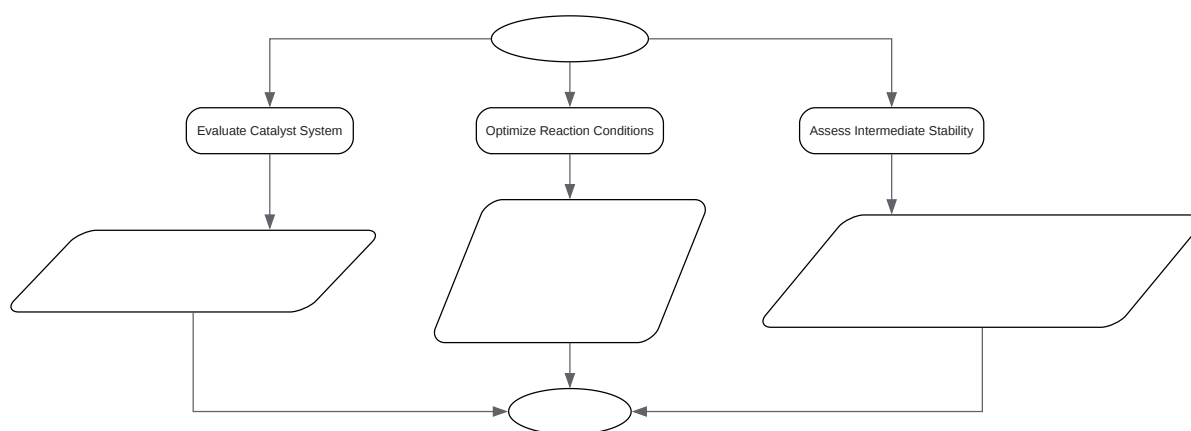 Evaluate Catalyst System
Optimize Reaction Conditions
Assess Intermediate Stability